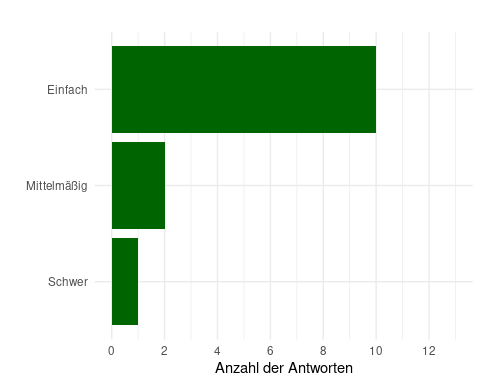 Einfach
Mittelmäßig
Schwer
0 2 4 6 8 10 12
Anzahl der Antworten